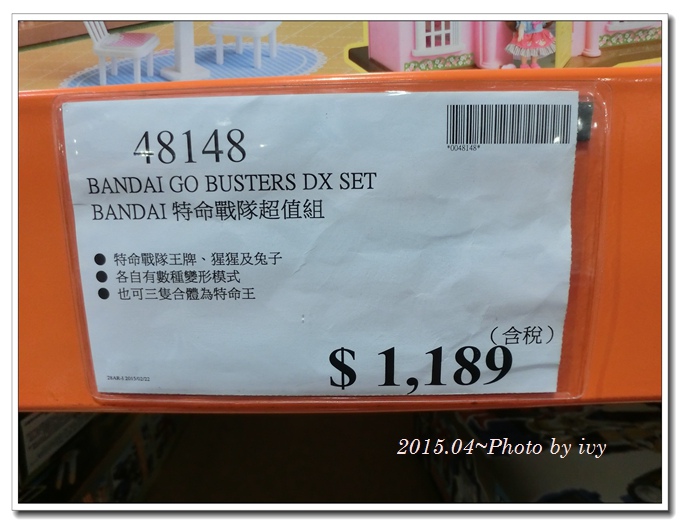 48148
*0048148*
BANDAI GO BUSTERS DX SET
BANDAI 特命戰隊超值組
● 特命戰隊王牌、猩猩及兔子
● 各自有數種變形模式
● 也可三隻合體為特命王
（含稅）
$ 1,189
2015.04~Photo by ivy